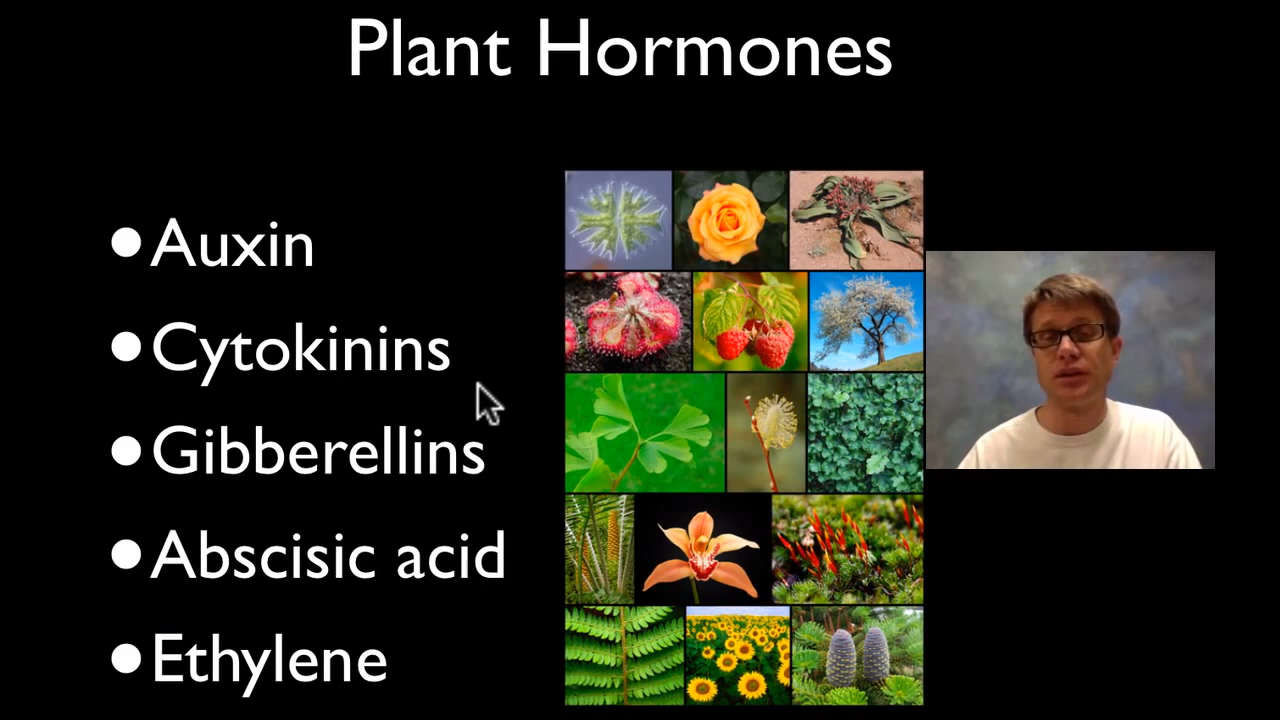 Plant Hormones
• Auxin
• Cytokinins
• Gibberellins
• Abscisic acid
• Ethylene